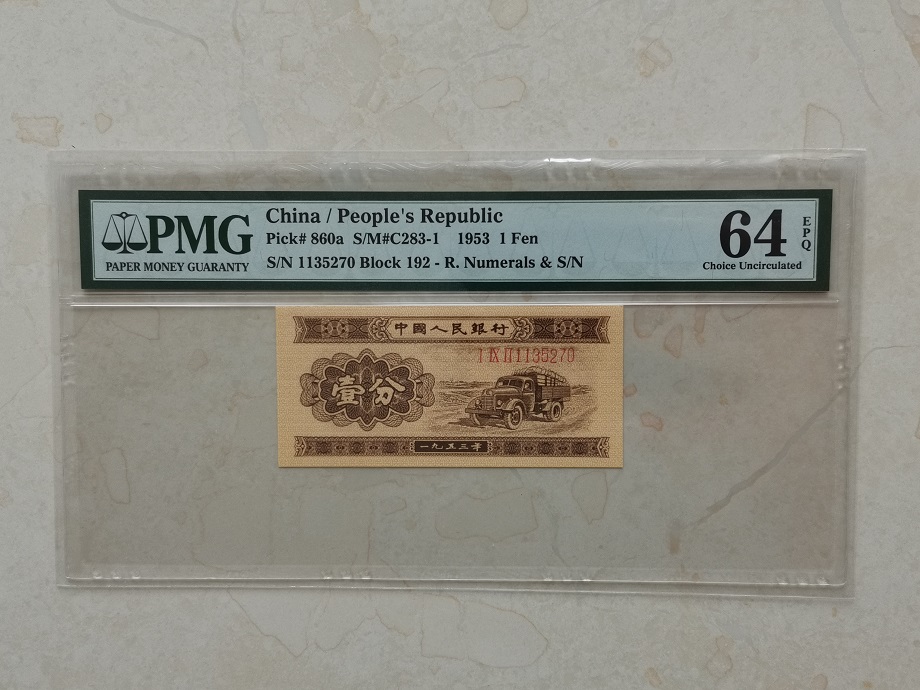 PMG
PAPER MONEY GUARANTY
China / People's Republic
Pick# 860a S/M#C283-1 1953 1 Fen
S/N 1135270 Block 192 - R. Numerals & S/N
64
EPQ
Choice Uncirculated
中國人民銀行
I IX II 1135270
壹分
一九五三年